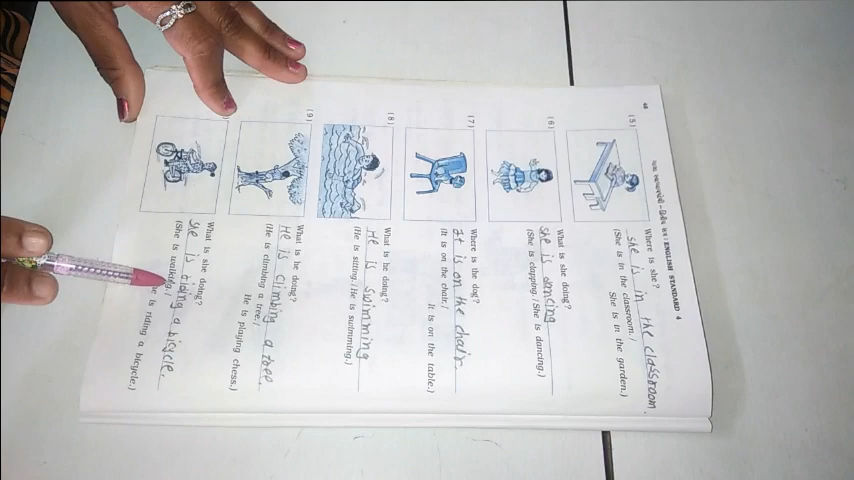 48
ENGLISH STANDARD 4
(5)
Where is she?
She is in the classroom.
(She is in the classroom. /
She is in the garden.)
(6)
What is she doing?
She is dancing
(She is clapping. / She is dancing.)
(7)
Where is the dog?
It is on the chair.
(It is on the chair. /
It is on the table.)
(8)
What is he doing?
He is swimming
(He is sitting. / He is swimming.)
(9)
What is he doing?
He is climbing a tree.
(He is climbing a tree. /
He is playing chess.)
What is she doing?
She is riding a bicycle.
(She is walking. /
She is riding a bicycle.)